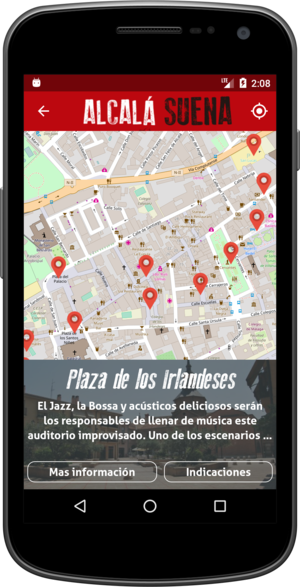 LTE 2:08
ALCALÁ SUENA
Plaza de los irlandeses
El Jazz, la Bossa y acústicos deliciosos serán
los responsables de llenar de música este
auditorio improvisado. Uno de los escenarios ...
Mas información
Indicaciones